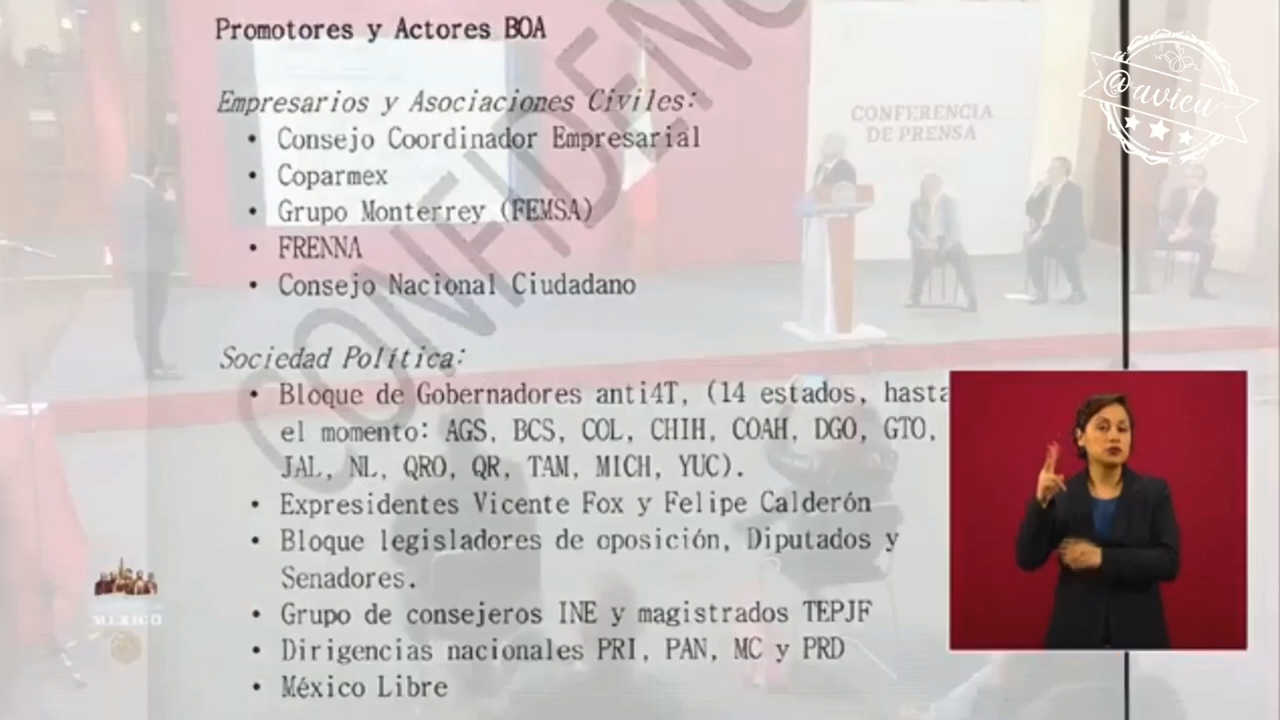 Promotores y Actores BOA
Empresarios y Asociaciones Civiles:
• Consejo Coordinador Empresarial
• Coparmex
• Grupo Monterrey (FEMSA)
• FRENNA
• Consejo Nacional Ciudadano
Sociedad Política:
• Bloque de Gobernadores anti4T, (14 estados, hasta
el momento: AGS, BCS, COL, CHIH, COAH, DGO, GTO,
JAL, NL, QRO, QR, TAM, MICH, YUC).
• Expresidentes Vicente Fox y Felipe Calderón
• Bloque legisladores de oposición, Diputados y
Senadores.
• Grupo de consejeros INE y magistrados TEPJF
• Dirigencias nacionales PRI, PAN, MC y PRD
• México Libre
CONFIDENC
CONFERENCIA
DE PRENSA
@avicu
MÉXICO